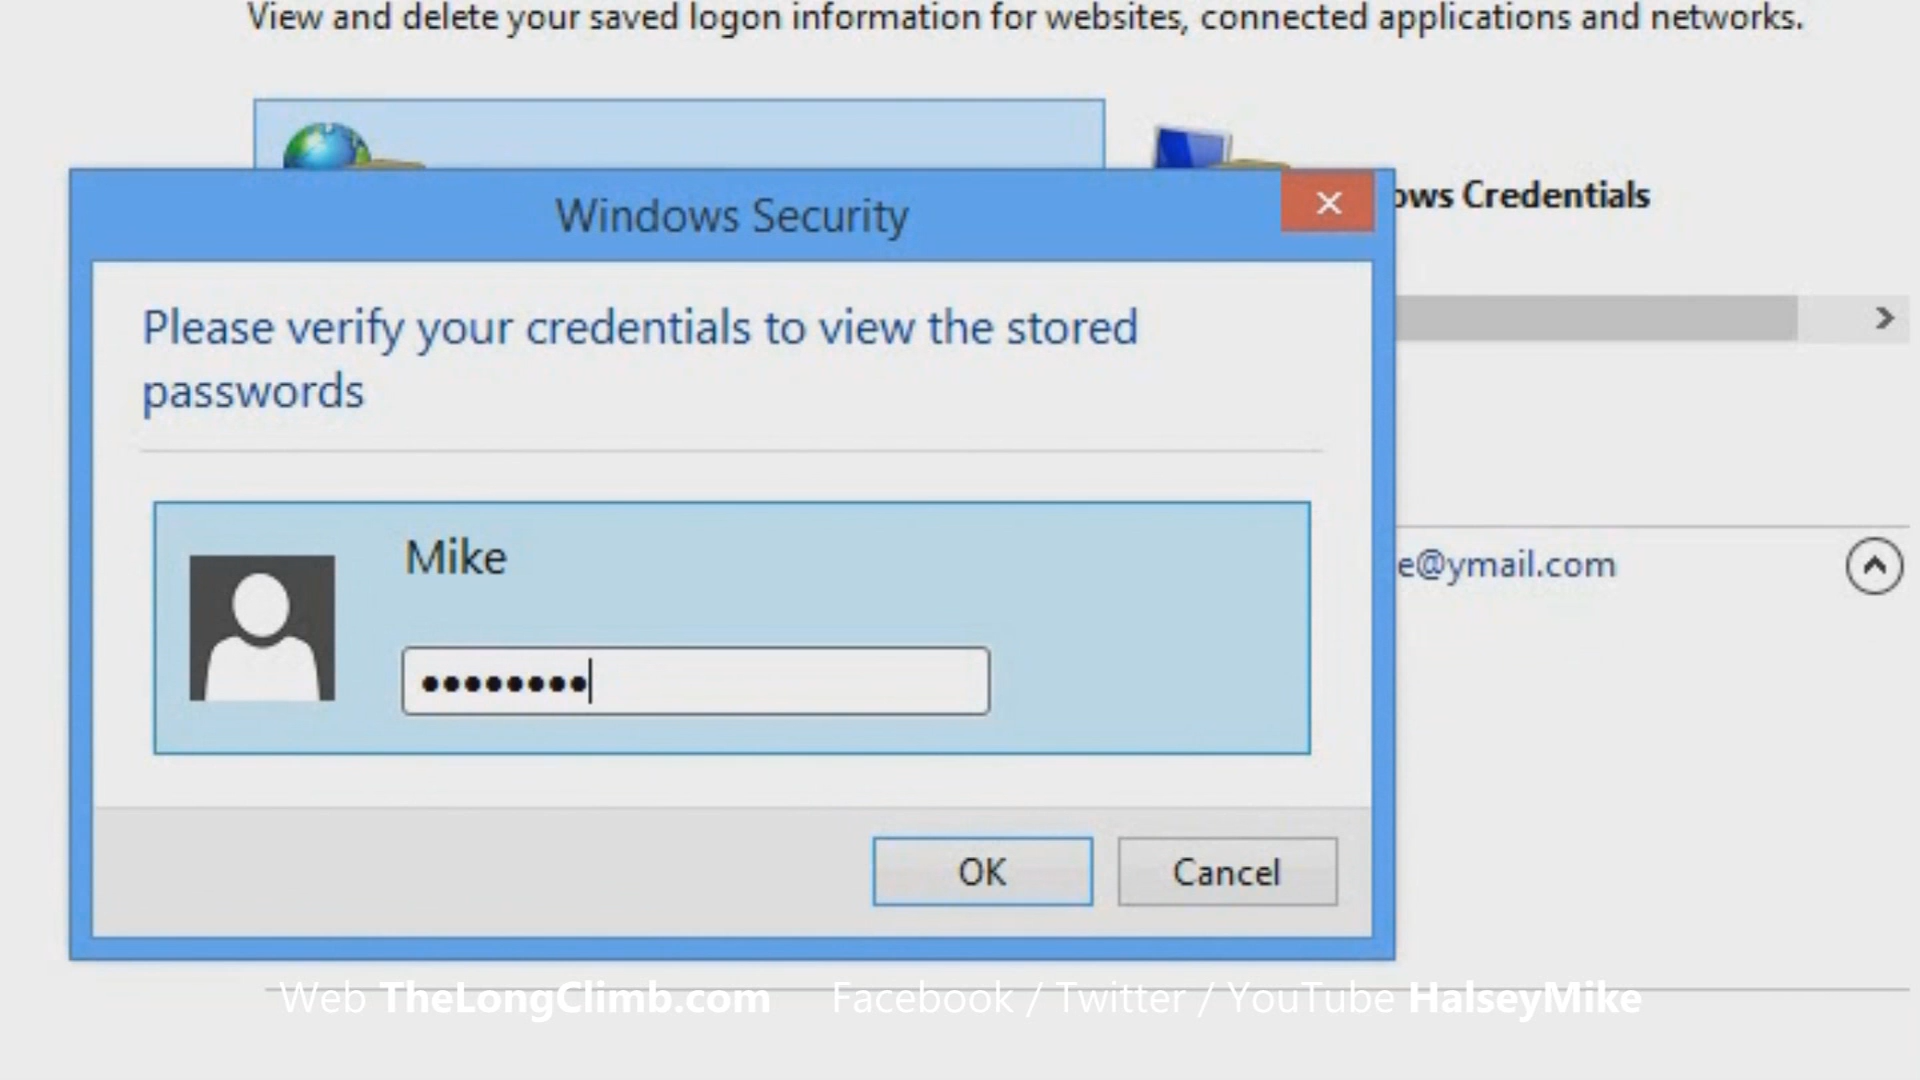 View and delete your saved logon information for websites, connected applications and networks.
Windows Security
Credentials
Please verify your credentials to view the stored
passwords
Mike
e@ymail.com
OK
Cancel
Web TheLongClimb.com Facebook / Twitter / YouTube HalseyMike